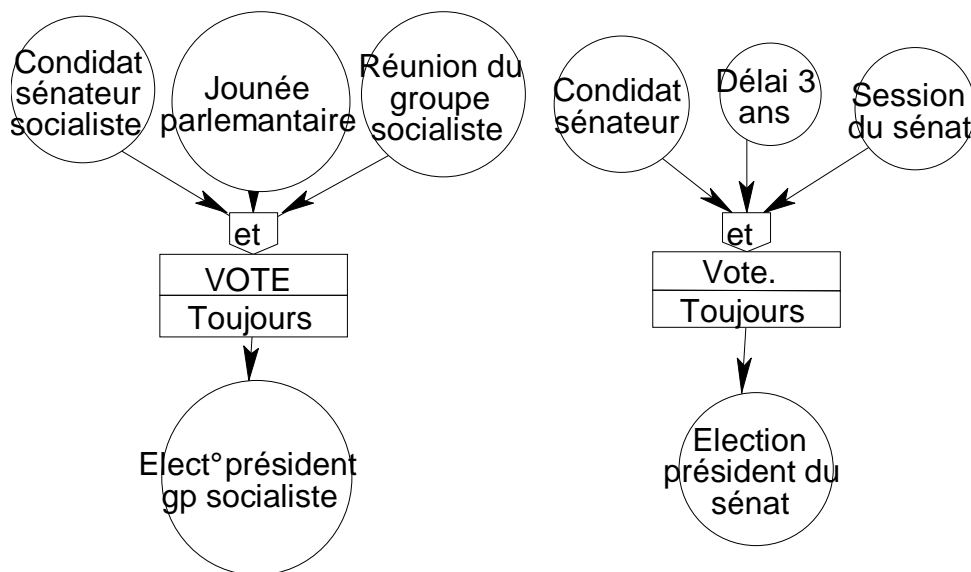 Condidat
sénateur
socialiste
Jounée
parlemantaire
Réunion du
groupe
socialiste
et
VOTE
Toujours
Elect° président
gp socialiste
Condidat
sénateur
Délai 3
ans
Session
du sénat
et
Vote.
Toujours
Election
président du
sénat